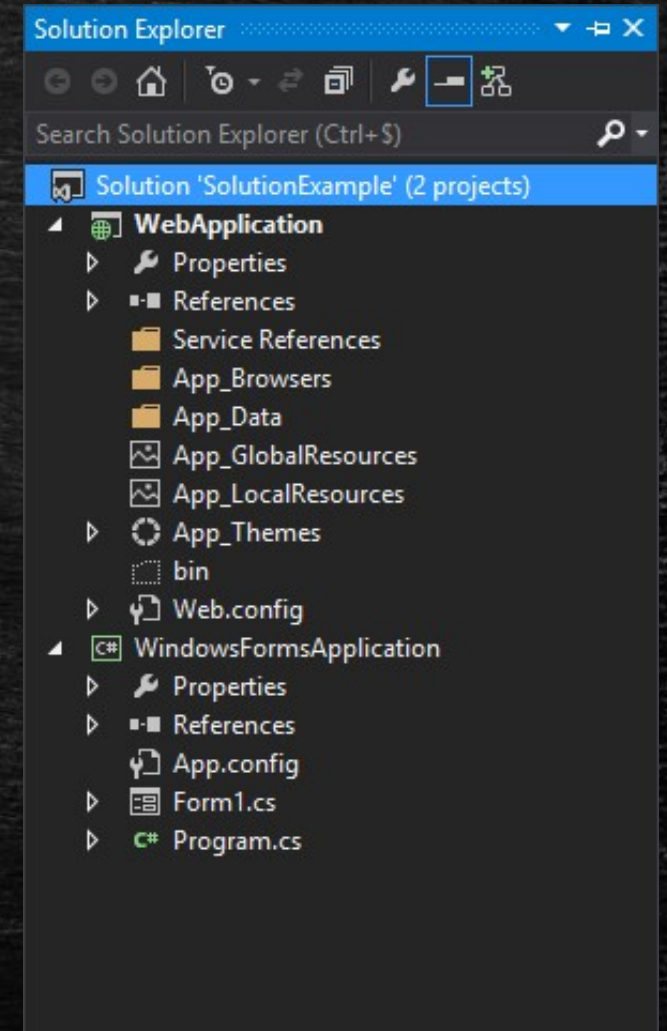 Solution Explorer
Search Solution Explorer (Ctrl+$)
Solution 'SolutionExample' (2 projects)
WebApplication
Properties
References
Service References
App_Browsers
App_Data
App_GlobalResources
App_LocalResources
App_Themes
bin
Web.config
C# WindowsFormsApplication
Properties
References
App.config
Form1.cs
C# Program.cs